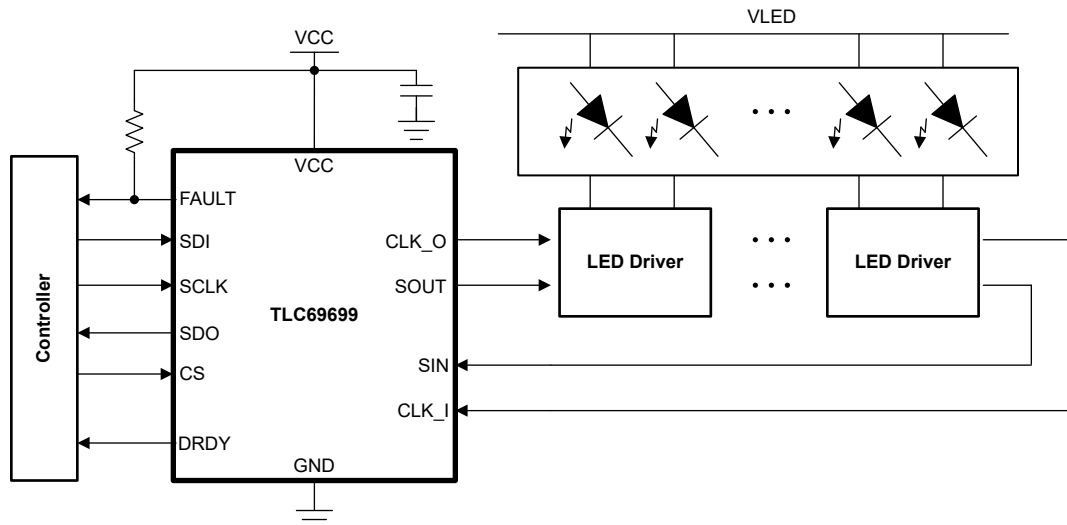 VLED
VCC
VCC
FAULT
SDI
SCLK
SDO
CS
DRDY
Controller
TLC69699
CLK_O
SOUT
SIN
CLK_I
GND
LED Driver
LED Driver